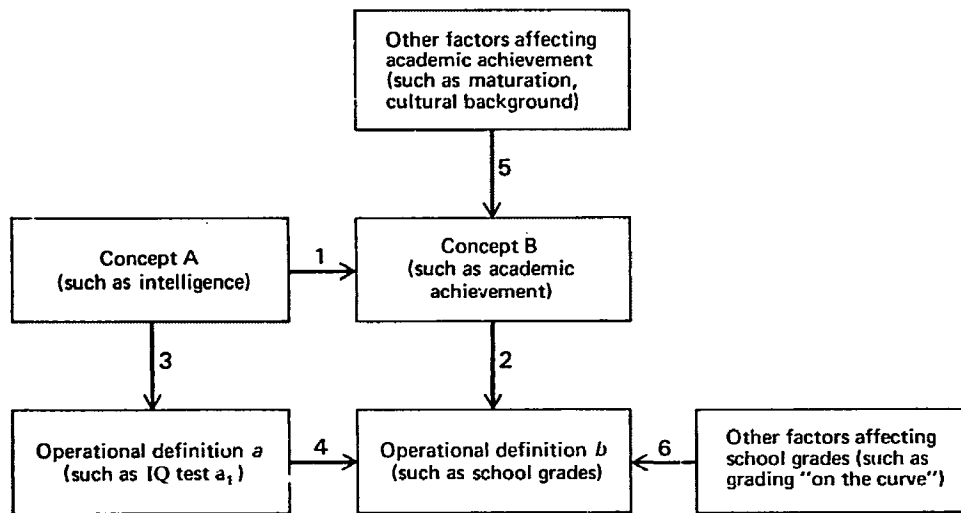 Other factors affecting
academic achievement
(such as maturation,
cultural background)
5
Concept A
(such as intelligence)
1
Concept B
(such as academic
achievement)
3
2
Operational definition a
(such as IQ test a₁)
4
Operational definition b
(such as school grades)
6
Other factors affecting
school grades (such as
grading "on the curve")